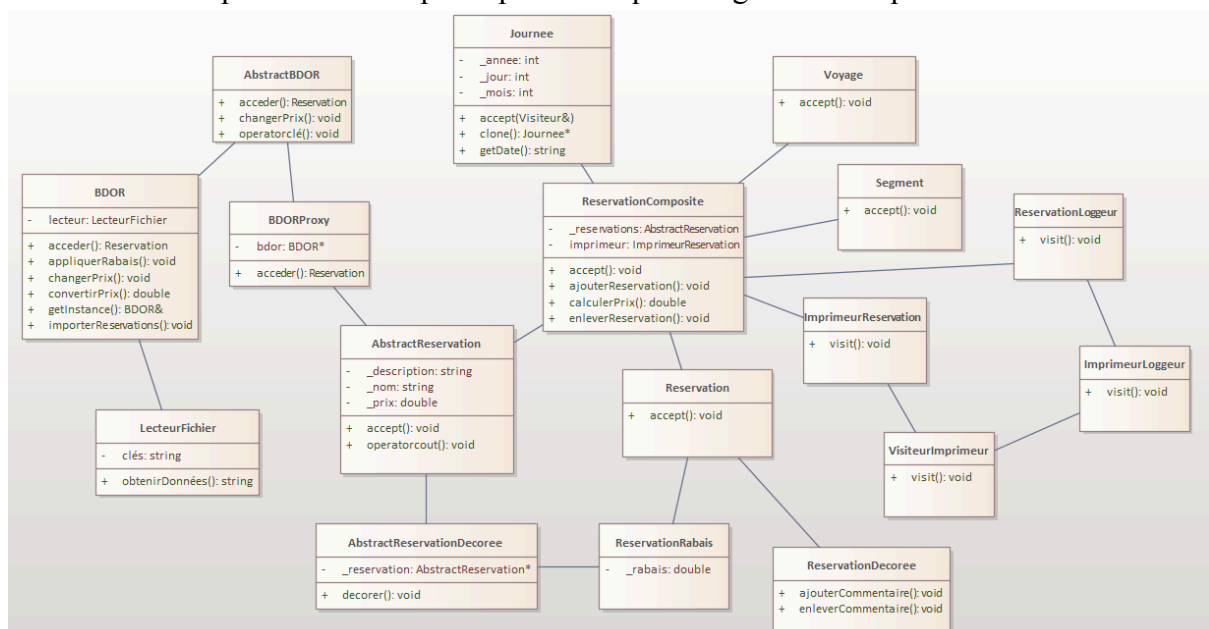 Journee
- _annee: int
- _jour: int
- _mois: int
+ accept(Visiteur&)
+ clone(): Journee*
+ getDate(): string
AbstractBDOR
+ acceder(): Reservation
+ changerPrix(): void
+ operatorclé(): void
Voyage
+ accept(): void
Segment
+ accept(): void
BDOR
- lecteur: LecteurFichier
+ acceder(): Reservation
+ appliquerRabais(): void
+ changerPrix(): void
+ convertirPrix(): double
+ getInstance(): BDOR&
+ importerReservations():void
BDORProxy
- bdor: BDOR*
+ acceder(): Reservation
ReservationComposite
- _reservations: AbstractReservation
- imprimeur: ImprimeurReservation
+ accept(): void
+ ajouterReservation(): void
+ calculerPrix(): double
+ enleverReservation(): void
ReservationLoggeur
+ visit(): void
ImprimeurReservation
+ visit(): void
AbstractReservation
- _description: string
- _nom: string
- _prix: double
+ accept(): void
+ operatorcout(): void
ImprimeurLoggeur
+ visit(): void
Reservation
+ accept(): void
LecteurFichier
- clés: string
+ obtenirDonnées(): string
VisiteurImprimeur
+ visit(): void
AbstractReservationDecoree
- _reservation: AbstractReservation*
+ decorer(): void
ReservationRabais
- _rabais: double
ReservationDecoree
+ ajouterCommentaire(): void
+ enleverCommentaire(): void